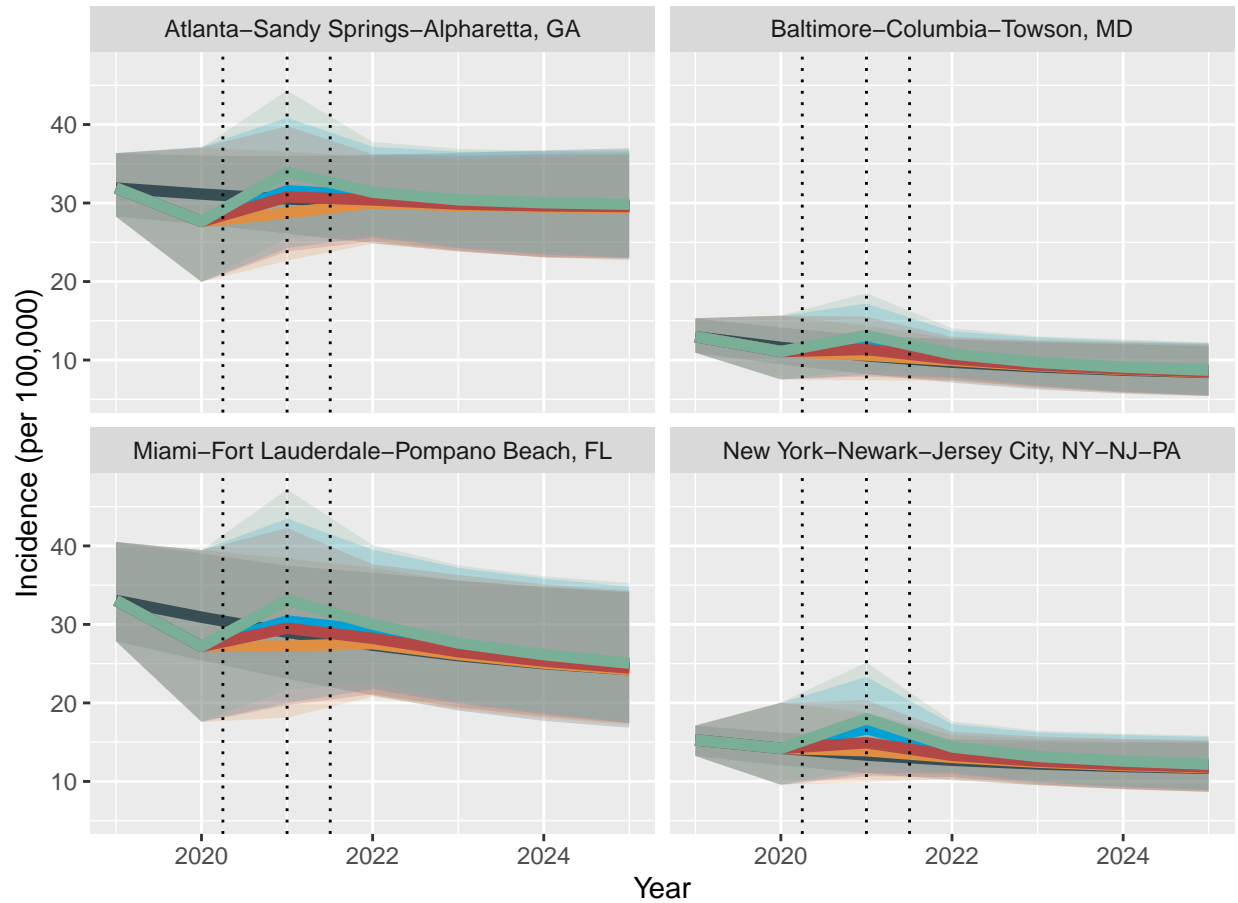 Atlanta−Sandy Springs−Alpharetta, GA
Baltimore−Columbia−Towson, MD
40
30
20
10
Miami−Fort Lauderdale−Pompano Beach, FL
New York−Newark−Jersey City, NY−NJ−PA
40
30
20
10
Incidence (per 100,000)
2020
2022
2024
2020
2022
2024
Year